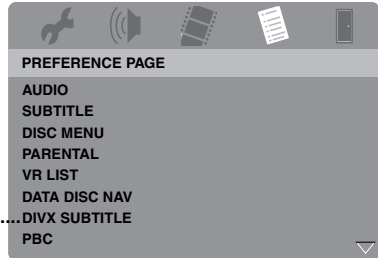 PREFERENCE PAGE
AUDIO
SUBTITLE
DISC MENU
PARENTAL
VR LIST
DATA DISC NAV
....DIVX SUBTITLE
PBC